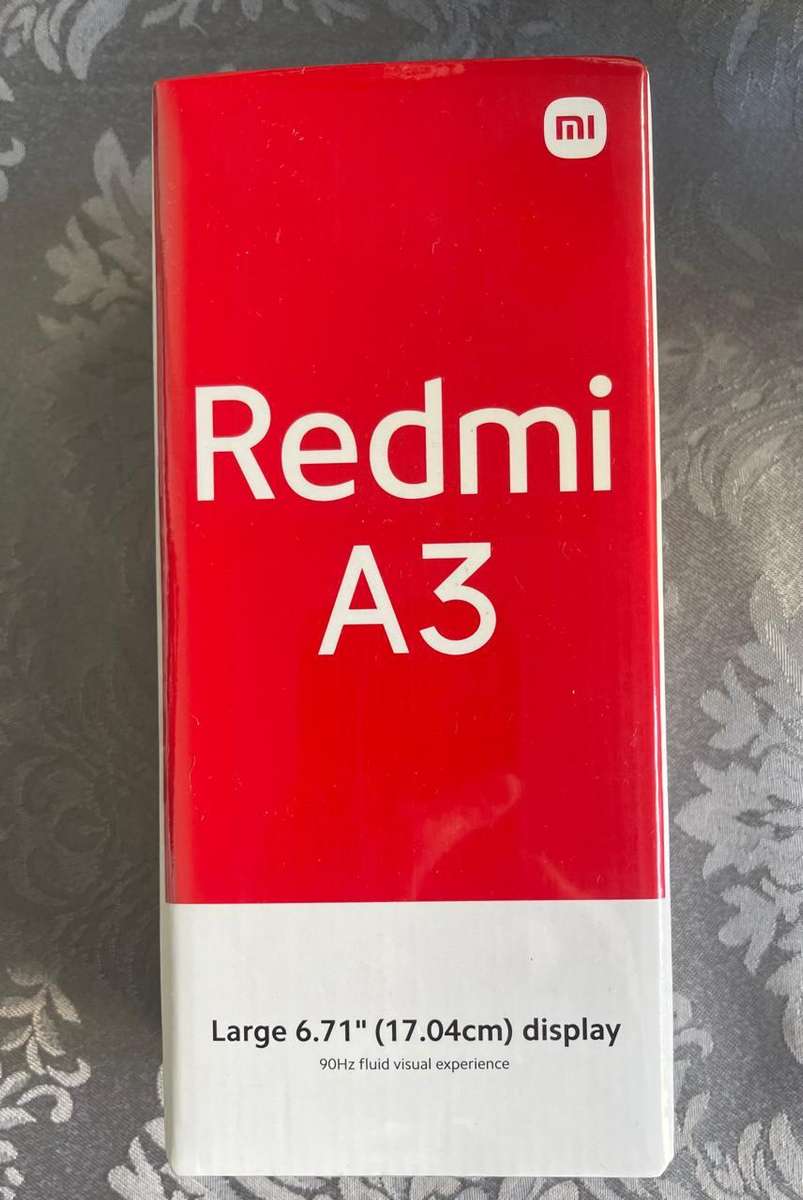 mi
Redmi
A3
Large 6.71" (17.04cm) display
90Hz fluid visual experience